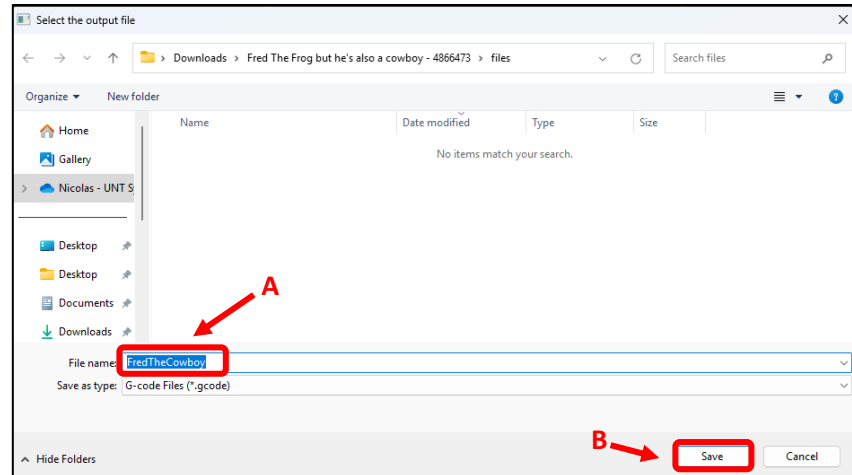 Select the output file
Downloads > Fred The Frog but he's also a cowboy - 4866473 > files
Search files
Organize
New folder
Name
Date modified
Type
Size
No items match your search.
Home
Gallery
Nicolas - UNT S
Desktop
Desktop
Documents
Downloads
A
File name: FredTheCowboy
Save as type: G-code Files (*.gcode)
B
Hide Folders
Save
Cancel